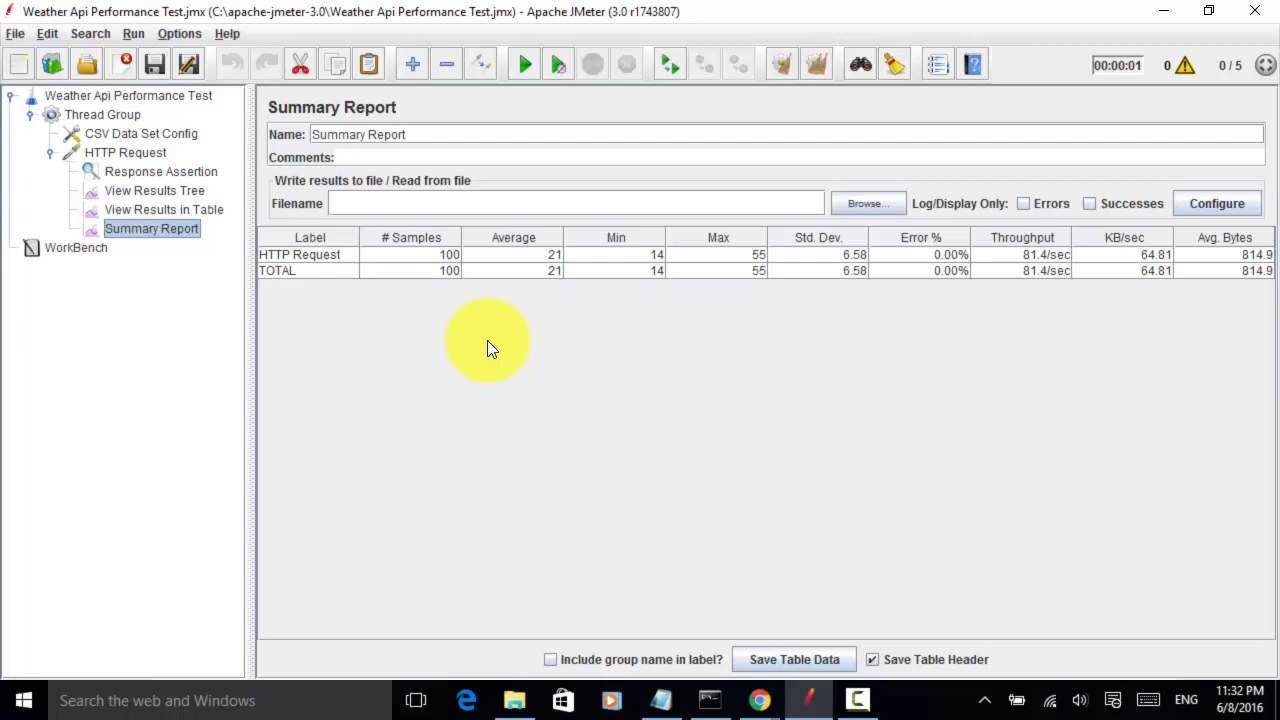 Weather Api Performance Test.jmx (C:\apache-jmeter-3.0\Weather Api Performance Test.jmx) - Apache JMeter (3.0 r1743807)
File Edit Search Run Options Help
00:00:01 0 0 / 5
Weather Api Performance Test
Thread Group
CSV Data Set Config
HTTP Request
Response Assertion
View Results Tree
View Results in Table
Summary Report
WorkBench
Summary Report
Name: Summary Report
Comments:
Write results to file / Read from file
Filename Browse... Log/Display Only: Errors Successes Configure
Label # Samples Average Min Max Std. Dev. Error % Throughput KB/sec Avg. Bytes
HTTP Request 100 21 14 55 6.58 0.00% 81.4/sec 64.81 814.9
TOTAL 100 21 14 55 6.58 0.00% 81.4/sec 64.81 814.9
Include group name in label? Save Table Data Save Table Header
Search the web and Windows
ENG
11:32 PM
6/8/2016